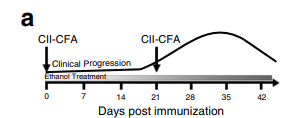 a
CII-CFA CII-CFA
Clinical Progression
Ethanol Treatment
0 7 14 21 28 35 42
Days post immunization